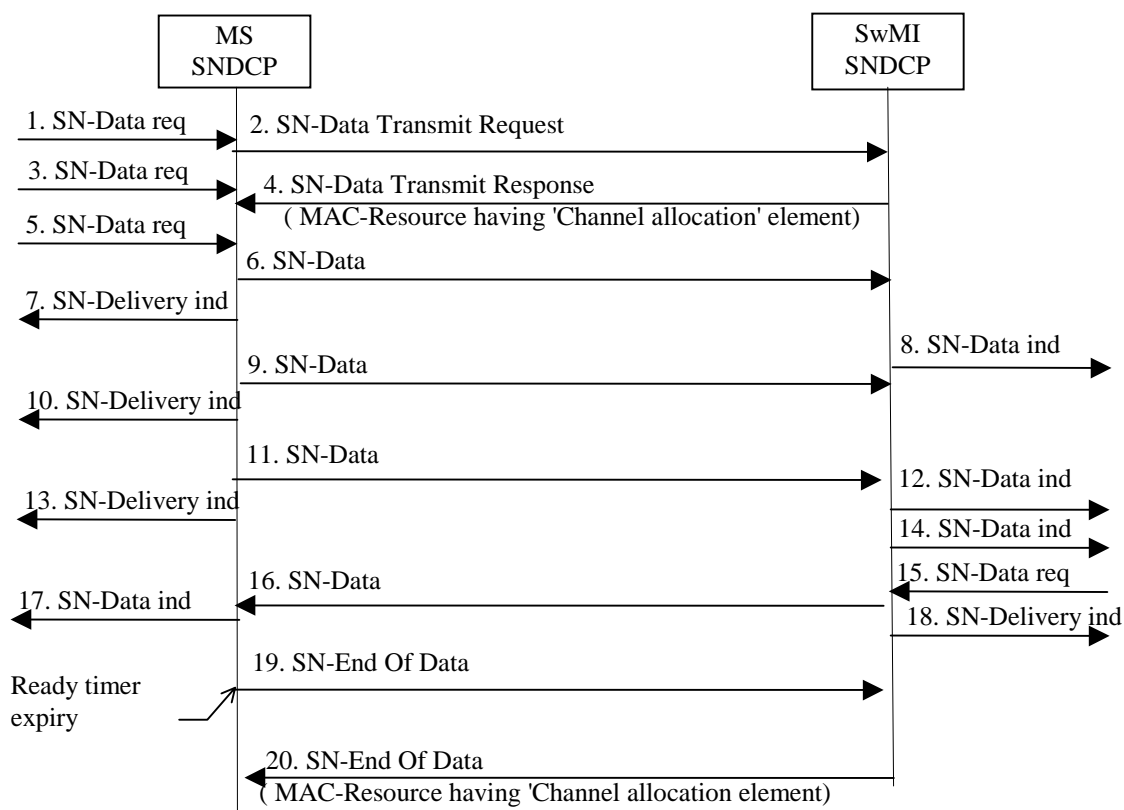 MS
SNDCP
SwMI
SNDCP
1. SN-Data req
2. SN-Data Transmit Request
3. SN-Data req
4. SN-Data Transmit Response
( MAC-Resource having 'Channel allocation' element)
5. SN-Data req
6. SN-Data
7. SN-Delivery ind
8. SN-Data ind
9. SN-Data
10. SN-Delivery ind
11. SN-Data
12. SN-Data ind
13. SN-Delivery ind
14. SN-Data ind
15. SN-Data req
16. SN-Data
17. SN-Data ind
18. SN-Delivery ind
19. SN-End Of Data
Ready timer
expiry
20. SN-End Of Data
( MAC-Resource having 'Channel allocation element)